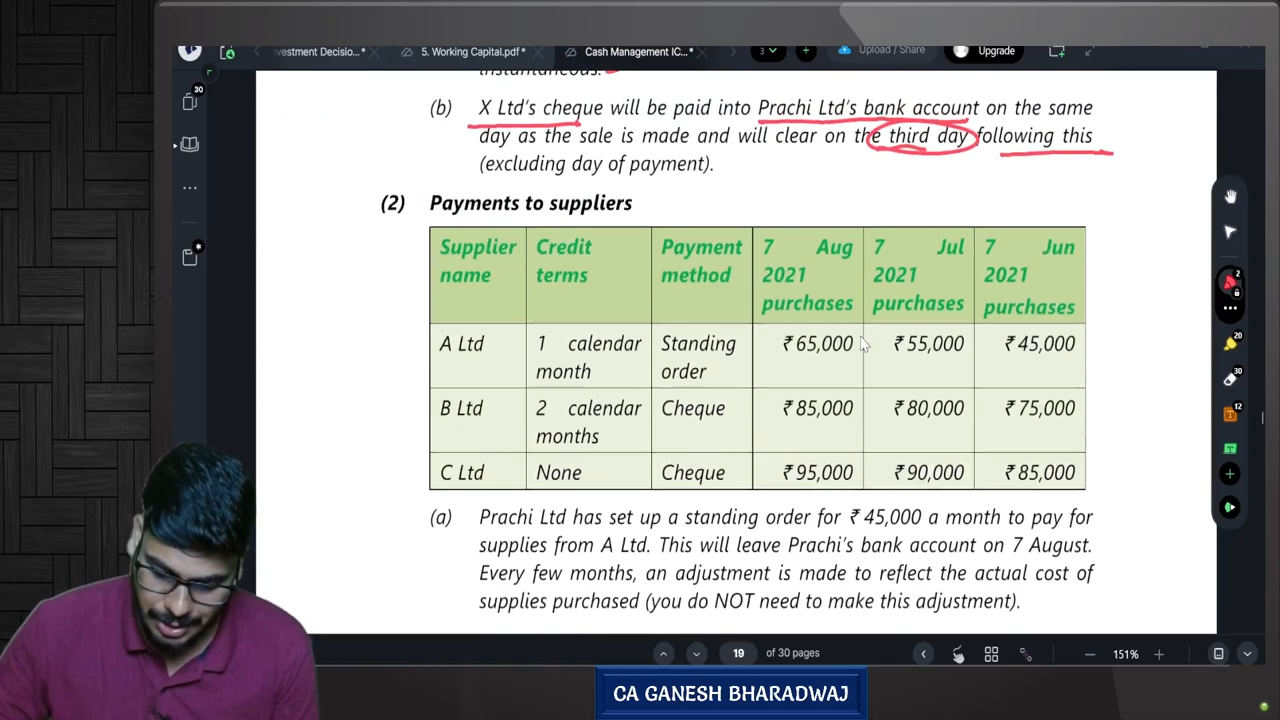 vestment Decisio...*
5. Working Capital.pdf *
Cash Management IC...*
3
Upload / Share
Upgrade
instantaneous.
(b) X Ltd's cheque will be paid into Prachi Ltd's bank account on the same
day as the sale is made and will clear on the third day following this
(excluding day of payment).
(2) Payments to suppliers
Supplier name Credit terms Payment method 7 Aug 2021 purchases 7 Jul 2021 purchases 7 Jun 2021 purchases
A Ltd 1 calendar month Standing order ₹65,000 ₹55,000 ₹45,000
B Ltd 2 calendar months Cheque ₹85,000 ₹80,000 ₹75,000
C Ltd None Cheque ₹95,000 ₹90,000 ₹85,000
(a) Prachi Ltd has set up a standing order for ₹45,000 a month to pay for
supplies from A Ltd. This will leave Prachi's bank account on 7 August.
Every few months, an adjustment is made to reflect the actual cost of
supplies purchased (you do NOT need to make this adjustment).
30
2
20
30
12
19 of 30 pages
151%
CA GANESH BHARADWAJ